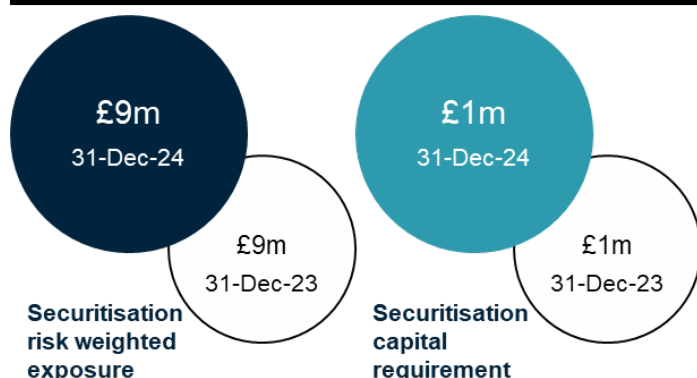 £9m
31-Dec-24
£9m
31-Dec-23
Securitisation
risk weighted
exposure
£1m
31-Dec-24
£1m
31-Dec-23
Securitisation
capital
requirement